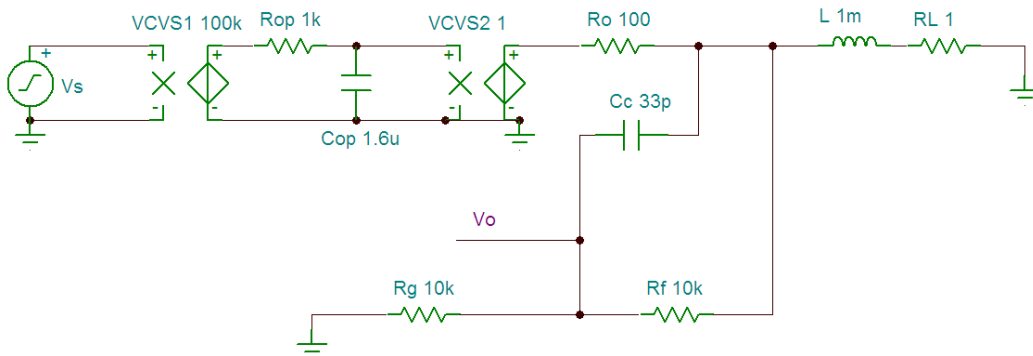 VCVS1 100k
Rop 1k
VCVS2 1
Ro 100
L 1m
RL 1
+
+
+
+
+
Vs
-
-
-
-
Cop 1.6u
Cc 33p
Vo
Rg 10k
Rf 10k